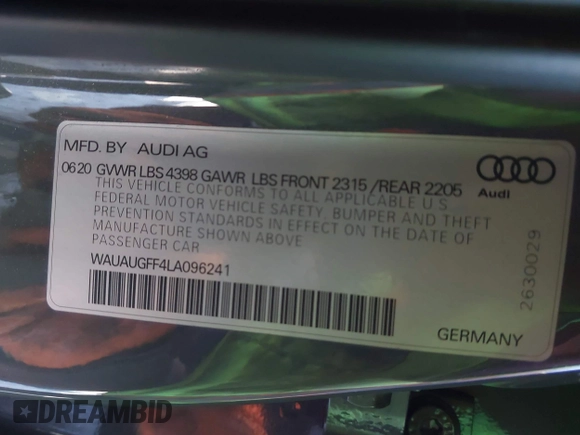 MFD. BY AUDI AG
0620 GVWR LBS 4398 GAWR LBS FRONT 2315 /REAR 2205
THIS VEHICLE CONFORMS TO ALL APPLICABLE U S
FEDERAL MOTOR VEHICLE SAFETY, BUMPER AND THEFT
PREVENTION STANDARDS IN EFFECT ON THE DATE OF
MANUFACTURE SHOWN ABOVE
PASSENGER CAR
WAUAUGFF4LA096241
Audi
2630029
GERMANY
DREAMBID